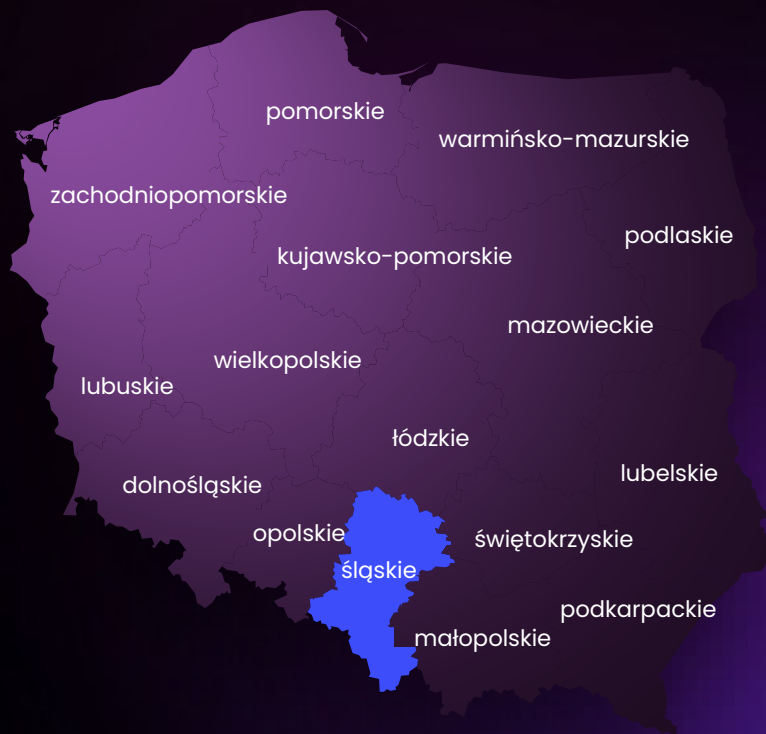 pomorskie
warmińsko-mazurskie
zachodniopomorskie
podlaskie
kujawsko-pomorskie
mazowieckie
wielkopolskie
lubuskie
łódzkie
lubelskie
dolnośląskie
opolskie
świętokrzyskie
śląskie
podkarpackie
małopolskie